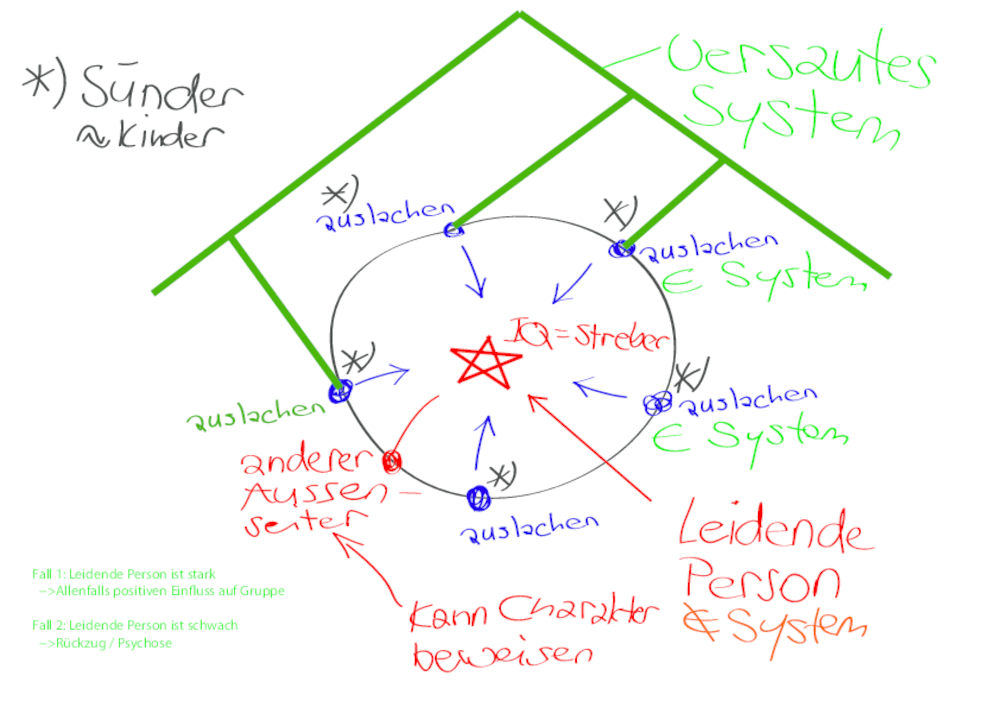 *) Sünder
≈ Kinder
versautes
System
*)
auslachen
*)
auslachen
∈ System
IQ=Streber
*)
auslachen
*)
auslachen
∈ System
anderer
Aussen-
seiter
*)
auslachen
Leidende
Person
∉ System
Kann Charakter
beweisen
Fall 1: Leidende Person ist stark
-->Allenfalls positiven Einfluss auf Gruppe
Fall 2: Leidende Person ist schwach
-->Rückzug / Psychose